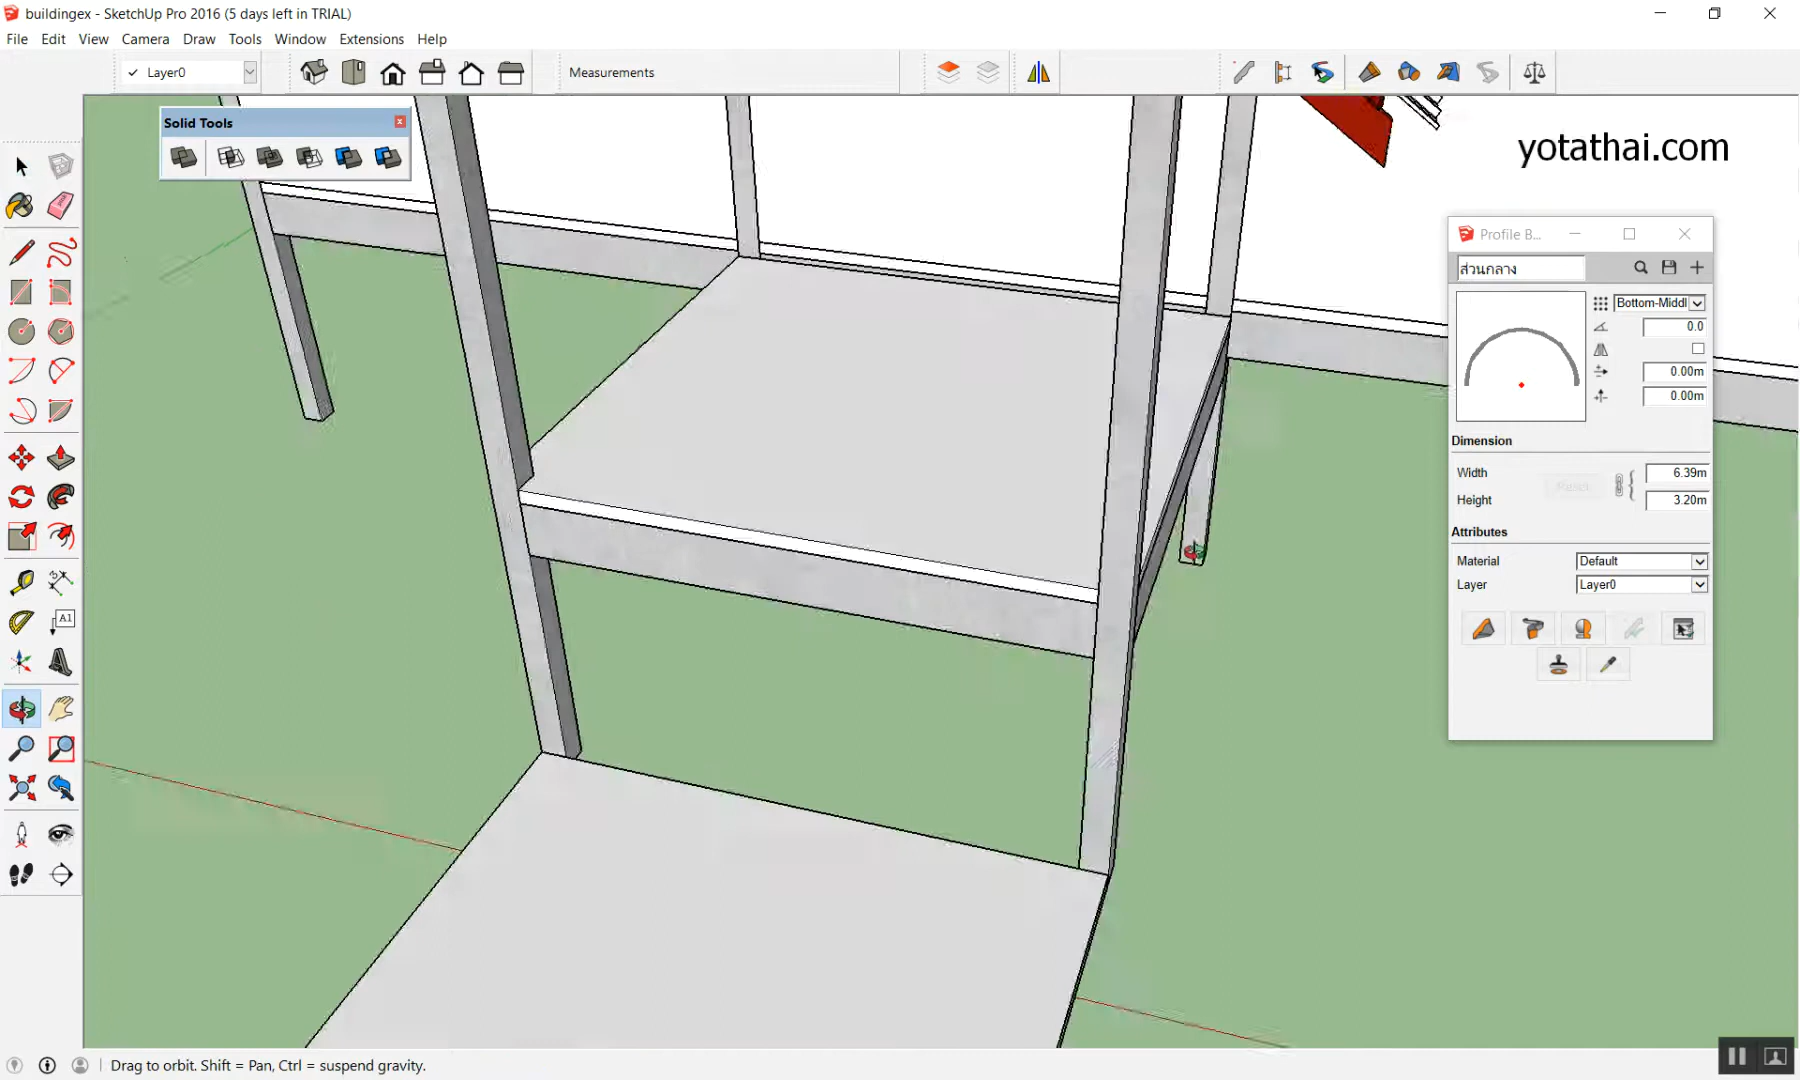 buildingex - SketchUp Pro 2016 (5 days left in TRIAL)
File Edit View Camera Draw Tools Window Extensions Help
Layer0
Measurements
Solid Tools
yotathai.com
Profile B...
ส่วนกลาง
Bottom-Middl
0.0
0.00m
0.00m
Dimension
Width 6.39m
Reset
Height 3.20m
Attributes
Material Default
Layer Layer0
A1
Drag to orbit. Shift = Pan, Ctrl = suspend gravity.